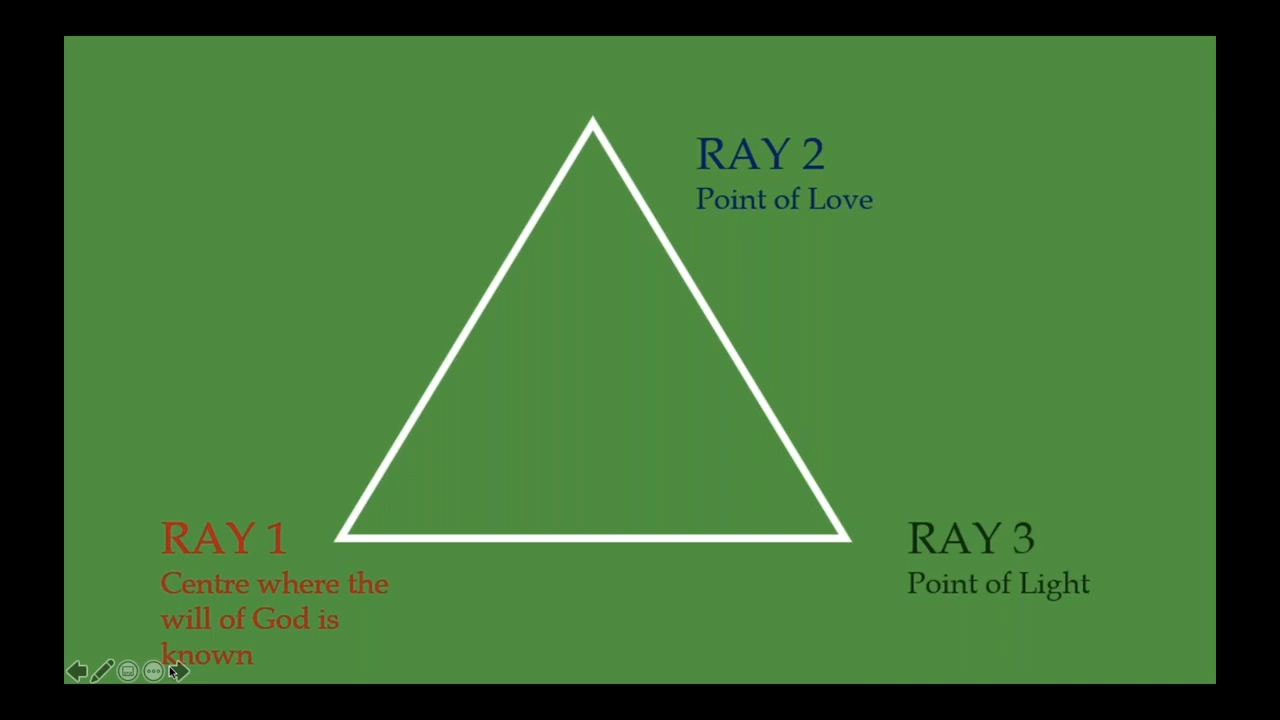 RAY 2
Point of Love
RAY 1
Centre where the
will of God is
known
RAY 3
Point of Light